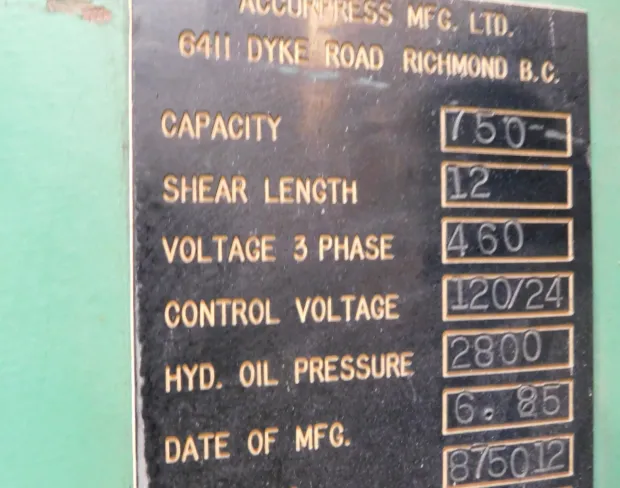 ACCURPRESS MFG. LTD.
6411 DYKE ROAD RICHMOND B.C.
CAPACITY 750
SHEAR LENGTH 12
VOLTAGE 3 PHASE 460
CONTROL VOLTAGE 120/24
HYD. OIL PRESSURE 2800
DATE OF MFG. 6.85
875012